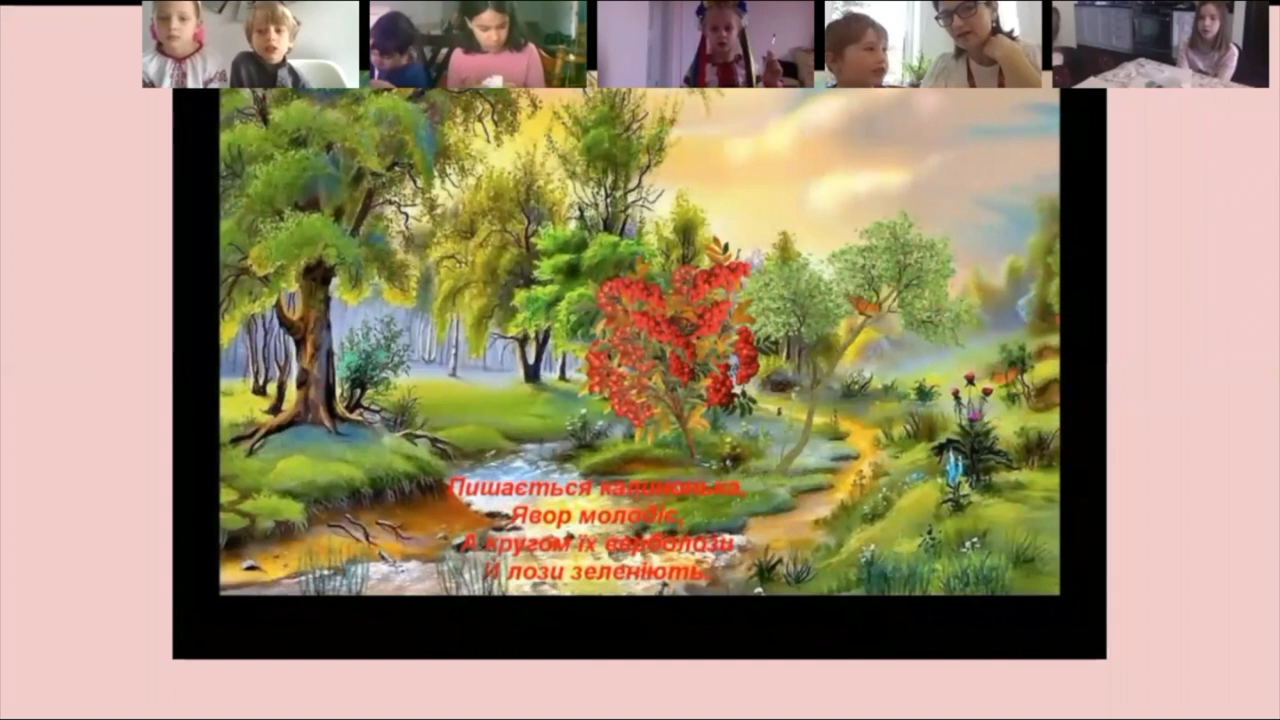 Пишається калинонька,
Явор молодіє,
А кругом їх верболози
Й лози зеленіють.